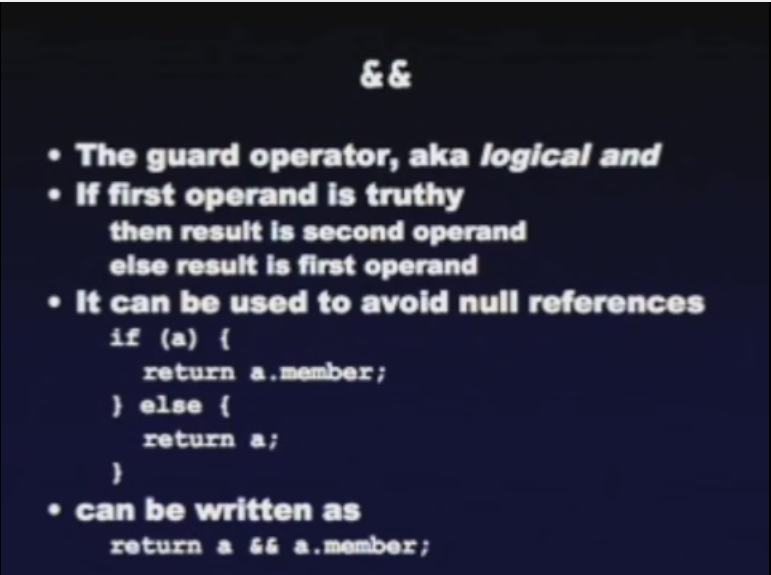 &&
• The guard operator, aka logical and
• If first operand is truthy
then result is second operand
else result is first operand
• It can be used to avoid null references
if (a) {
return a.member;
} else {
return a;
}
• can be written as
return a && a.member;